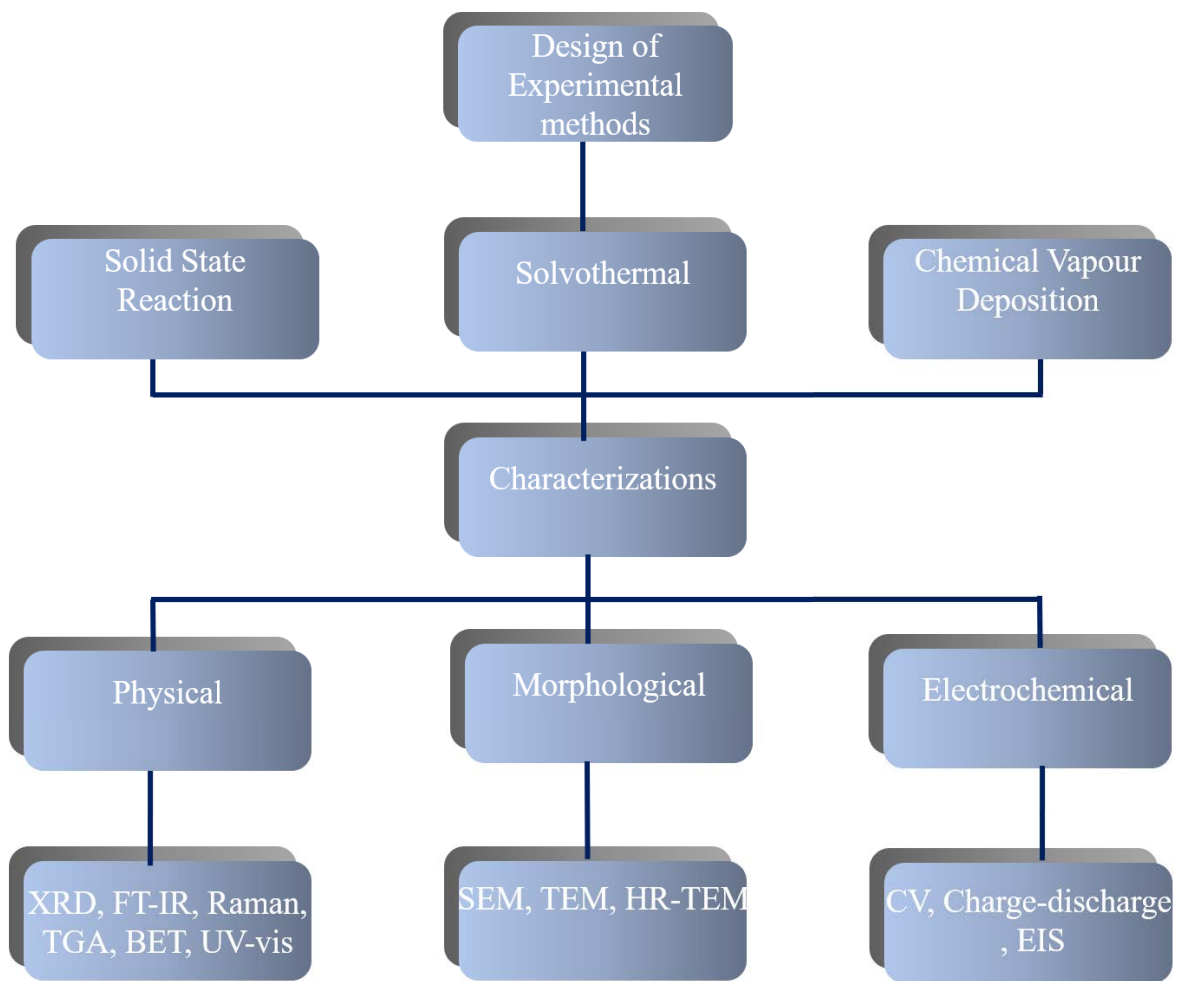 Design of
Experimental
methods
Solid State
Reaction
Solvothermal
Chemical Vapour
Deposition
Characterizations
Physical
Morphological
Electrochemical
XRD, FT-IR, Raman,
TGA, BET, UV-vis
SEM, TEM, HR-TEM
CV, Charge-discharge
, EIS